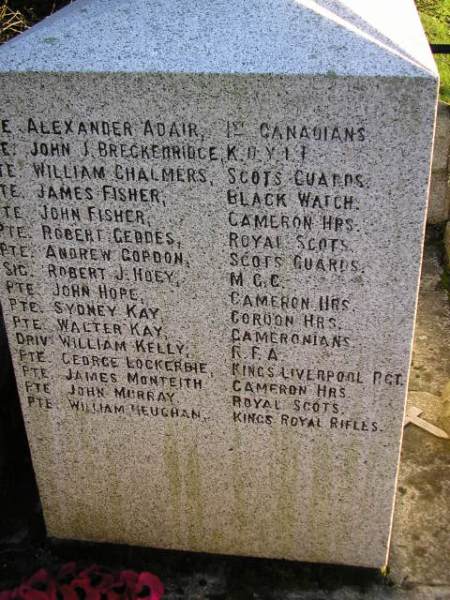 E ALEXANDER ADAIR, 1ST CANADIANS
E JOHN J. BRECKENRIDGE, K.O.Y.L.I.
TE WILLIAM CHALMERS, SCOTS GUARDS.
TE JAMES FISHER, BLACK WATCH.
TE JOHN FISHER, CAMERON HRS.
PTE. ROBERT GEDDES, ROYAL SCOTS.
PTE. ANDREW GORDON, SCOTS GUARDS.
SIG. ROBERT J. HOEY, M.G.C.
PTE JOHN HOPE, CAMERON HRS.
PTE. SYDNEY KAY, GORDON HRS.
PTE. WALTER KAY, CAMERONIANS.
DRIV. WILLIAM KELLY, R.F.A.
PTE. GEORGE LOCKERBIE, KINGS LIVERPOOL RGT.
PTE. JAMES MONTEITH CAMERON HRS.
PTE JOHN MURRAY ROYAL SCOTS.
PTE. WILLIAM MEUGHAN. KINGS ROYAL RIFLES.